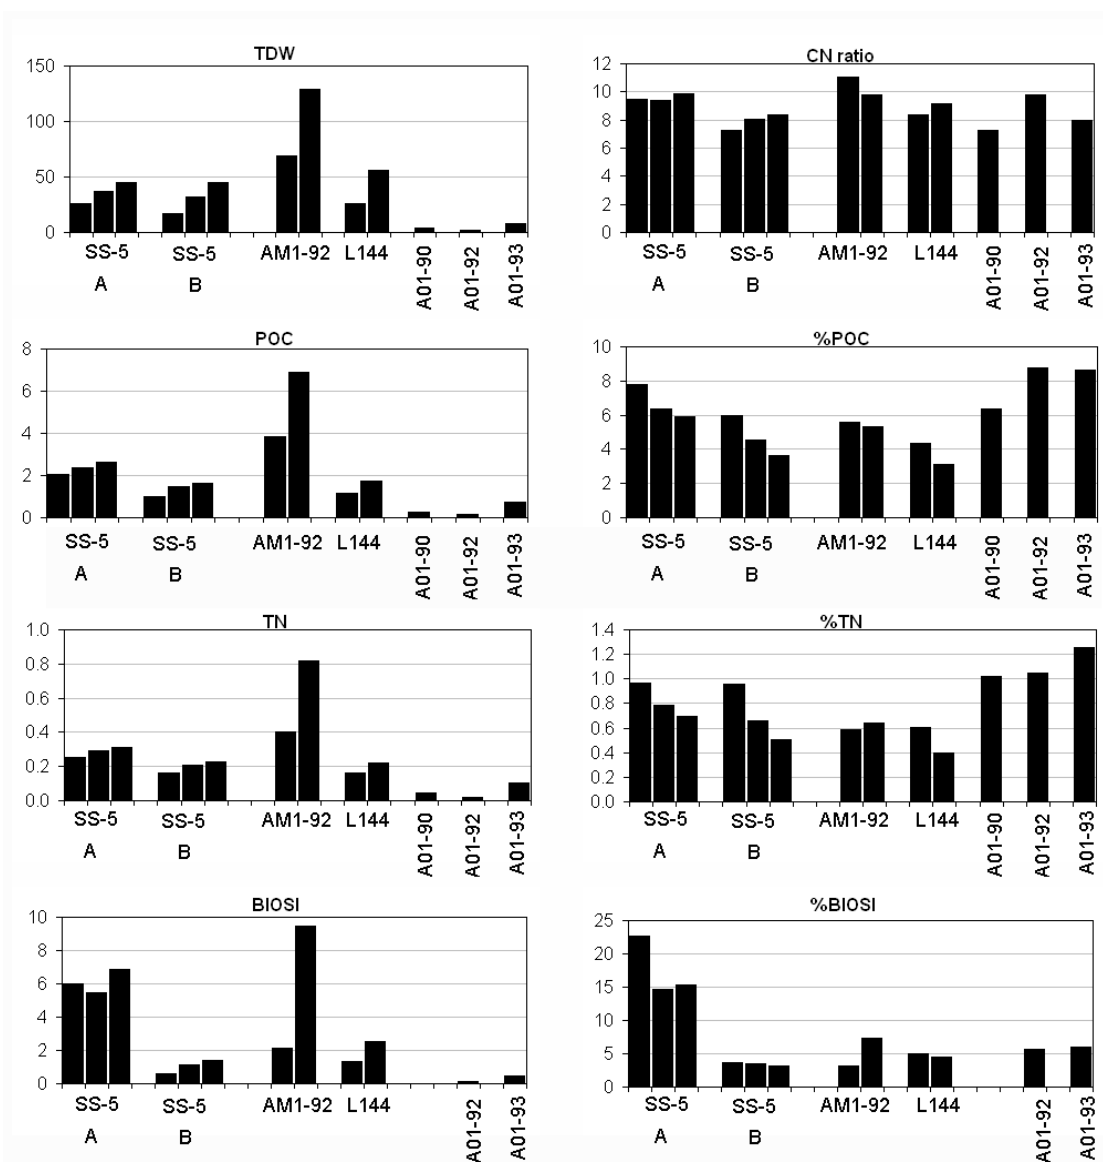 TDW
150
100
50
0
SS-5 SS-5 AM1-92 L144 A01-90 A01-92 A01-93
A B
CN ratio
12
10
8
6
4
2
0
SS-5 SS-5 AM1-92 L144 A01-90 A01-92 A01-93
A B
POC
8
6
4
2
0
SS-5 SS-5 AM1-92 L144 A01-90 A01-92 A01-93
A B
%POC
10
8
6
4
2
0
SS-5 SS-5 AM1-92 L144 A01-90 A01-92 A01-93
A B
TN
1.0
0.8
0.6
0.4
0.2
0.0
SS-5 SS-5 AM1-92 L144 A01-90 A01-92 A01-93
A B
%TN
1.4
1.2
1.0
0.8
0.6
0.4
0.2
0.0
SS-5 SS-5 AM1-92 L144 A01-90 A01-92 A01-93
A B
BIOSI
10
8
6
4
2
0
SS-5 SS-5 AM1-92 L144 A01-92 A01-93
A B
%BIOSI
25
20
15
10
5
0
SS-5 SS-5 AM1-92 L144 A01-92 A01-93
A B